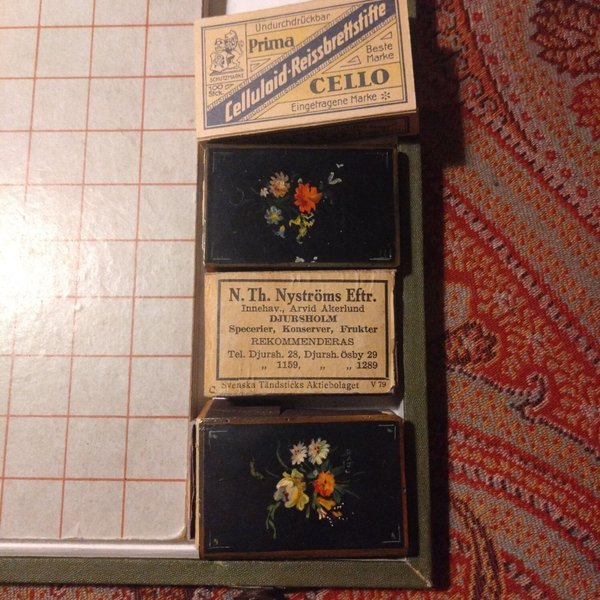 Undurchdrückbar
Prima
Beste
Marke
SCHUTZMARKE
100 Stck.
Celluloid-Reissbrettstifte
CELLO
Eingetragene Marke
N. Th. Nyströms Eftr.
Innehav., Arvid Åkerlund
DJURSHOLM
Specerier, Konserver, Frukter
REKOMMENDERAS
Tel. Djursh. 28, Djursh. Ösby 29
„ 1159, „ „ 1289
Svenska Tändsticks Aktiebolaget V 79